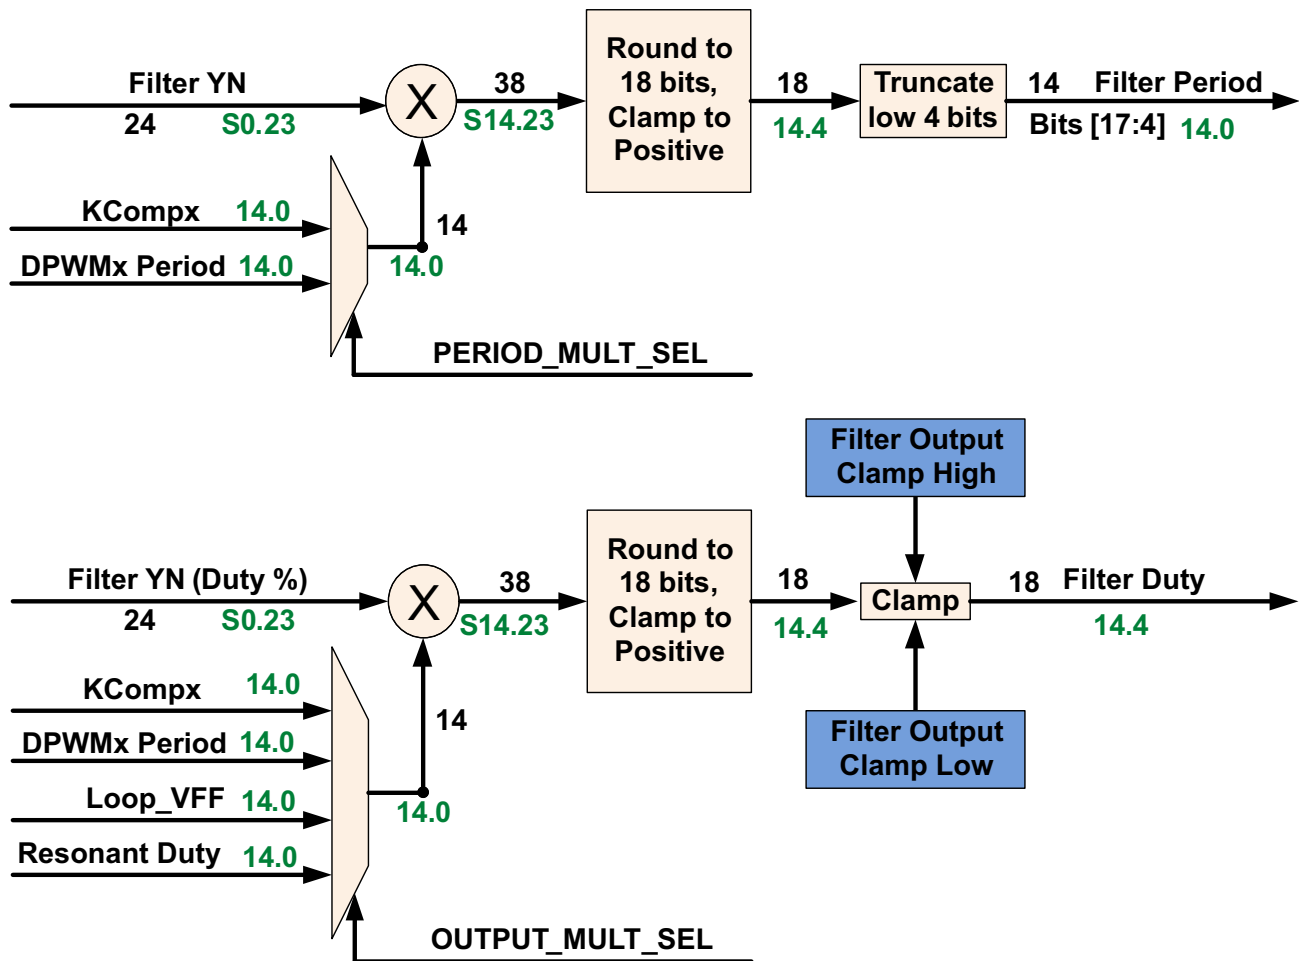 Filter YN
24 S0.23
X
38
S14.23
Round to
18 bits,
Clamp to
Positive
18
14.4
Truncate
low 4 bits
14 Filter Period
Bits [17:4] 14.0
KCompx 14.0
DPWMx Period 14.0
14
14.0
PERIOD_MULT_SEL
Filter Output
Clamp High
Filter YN (Duty %)
24 S0.23
X
38
S14.23
Round to
18 bits,
Clamp to
Positive
18
14.4
Clamp
18 Filter Duty
14.4
KCompx 14.0
DPWMx Period 14.0
Loop_VFF 14.0
Resonant Duty 14.0
14
14.0
Filter Output
Clamp Low
OUTPUT_MULT_SEL